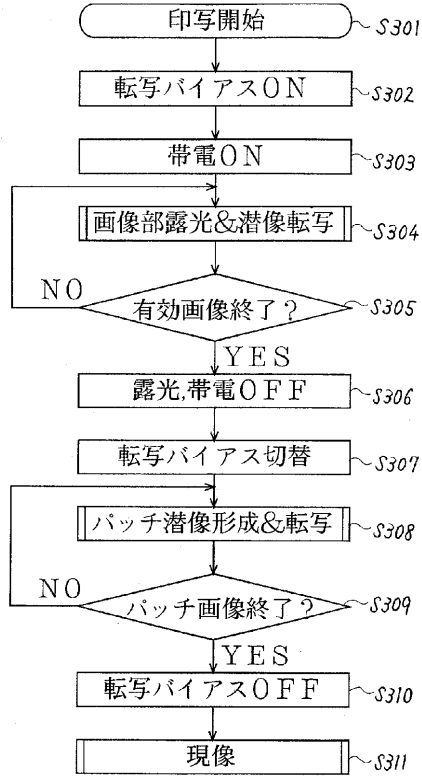 印写開始 S301
転写バイアスON S302
帯電ON S303
画像部露光&潜像転写 S304
NO
有効画像終了? S305
YES
露光,帯電OFF S306
転写バイアス切替 S307
パッチ潜像形成&転写 S308
NO
パッチ画像終了? S309
YES
転写バイアスOFF S310
現像 S311